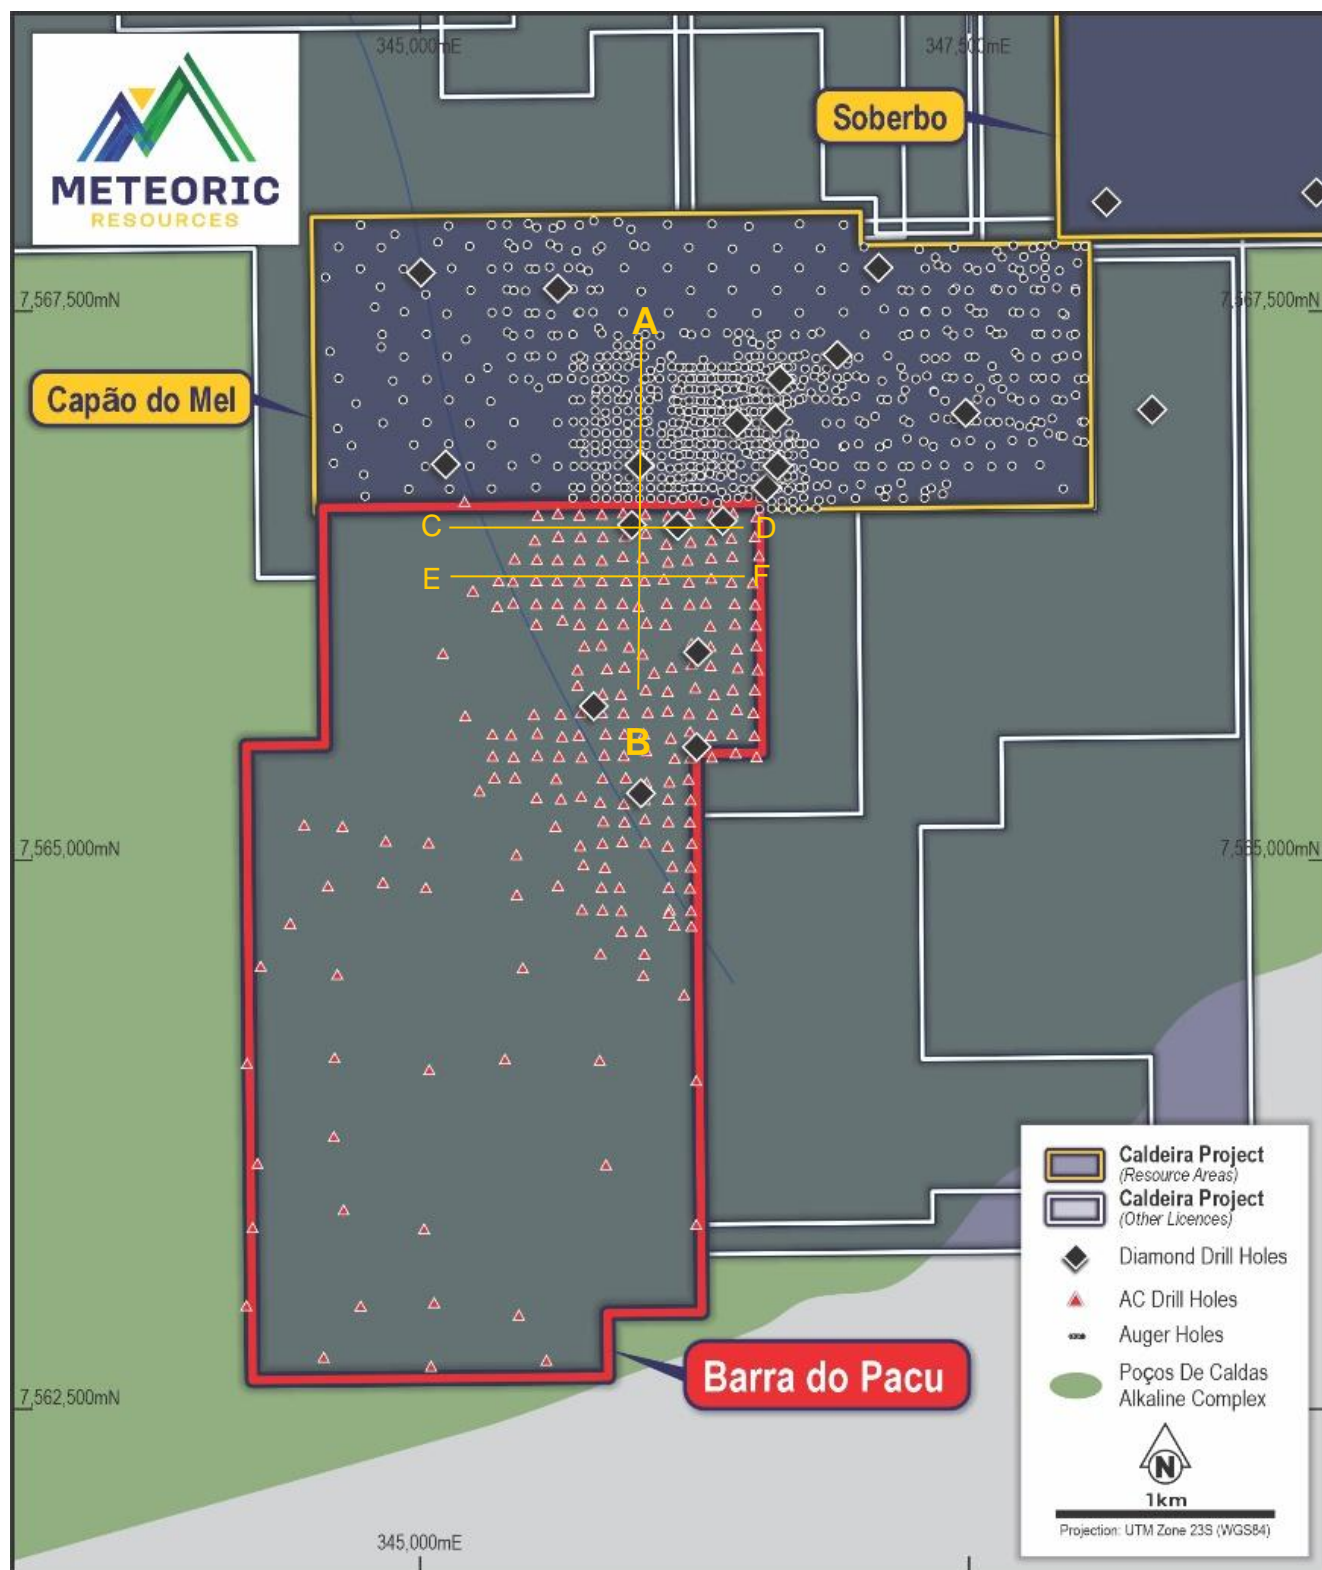 345,000mE
347,500mE
METEORIC
RESOURCES
Soberbo
7,567,500mN
7,567,500mN
A
Capão do Mel
C
D
E
F
B
7,565,000mN
7,565,000mN
Caldeira Project
(Resource Areas)
Caldeira Project
(Other Licences)
Diamond Drill Holes
AC Drill Holes
Auger Holes
Poços De Caldas
Alkaline Complex
Barra do Pacu
7,562,500mN
N
1km
Projection: UTM Zone 23S (WGS84)
345,000mE